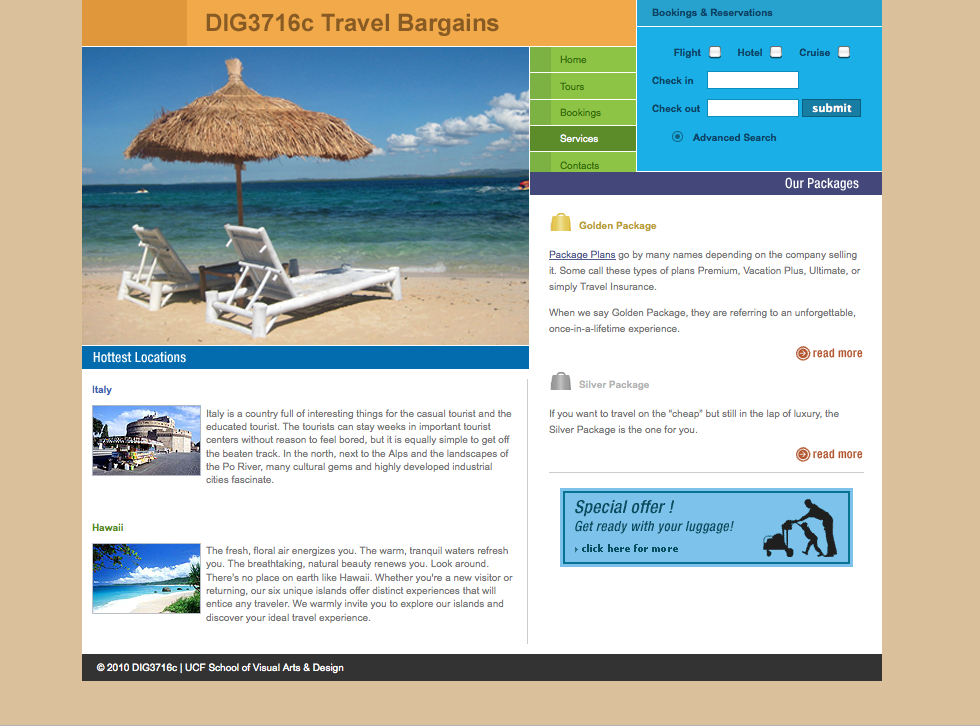 DIG3716c Travel Bargains
Bookings & Reservations
Flight Hotel Cruise
Check in
Check out submit
Advanced Search
Home
Tours
Bookings
Services
Contacts
Our Packages
Golden Package
Package Plans go by many names depending on the company selling
it. Some call these types of plans Premium, Vacation Plus, Ultimate, or
simply Travel Insurance.
When we say Golden Package, they are referring to an unforgettable,
once-in-a-lifetime experience.
read more
Silver Package
If you want to travel on the "cheap" but still in the lap of luxury, the
Silver Package is the one for you.
read more
Special offer !
Get ready with your luggage!
click here for more
Hottest Locations
Italy
Italy is a country full of interesting things for the casual tourist and the
educated tourist. The tourists can stay weeks in important tourist
centers without reason to feel bored, but it is equally simple to get off
the beaten track. In the north, next to the Alps and the landscapes of
the Po River, many cultural gems and highly developed industrial
cities fascinate.
Hawaii
The fresh, floral air energizes you. The warm, tranquil waters refresh
you. The breathtaking, natural beauty renews you. Look around.
There's no place on earth like Hawaii. Whether you're a new visitor or
returning, our six unique islands offer distinct experiences that will
entice any traveler. We warmly invite you to explore our islands and
discover your ideal travel experience.
© 2010 DIG3716c | UCF School of Visual Arts & Design